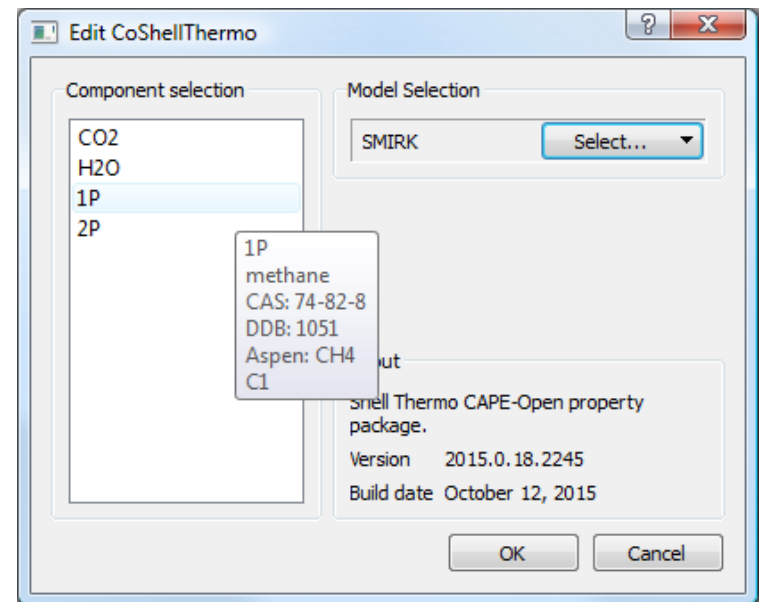 Edit CoShellThermo
Component selection
CO2
H2O
1P
2P
1P
methane
CAS: 74-82-8
DDB: 1051
Aspen: CH4
C1
Model Selection
SMIRK
Select...
ut
Shell Thermo CAPE-Open property
package.
Version 2015.0.18.2245
Build date October 12, 2015
OK
Cancel